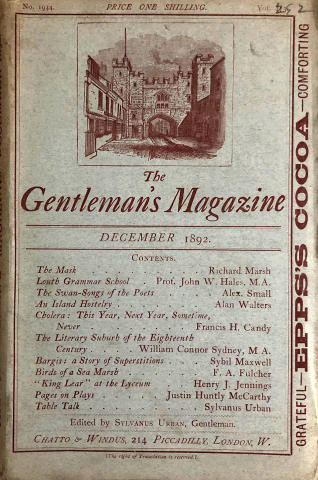 No. 1944.
PRICE ONE SHILLING.
Vol. 252
The
Gentleman's Magazine
DECEMBER 1892.
CONTENTS.
The Mask . . . . Richard Marsh
Louth Grammar School . Prof. John W. Hales, M.A.
The Swan-Songs of the Poets . . . Alex. Small
An Island Hostelry . . . Alan Walters
Cholera: This Year, Next Year, Sometime,
Never . . . . Francis H. Candy
The Literary Suburb of the Eighteenth
Century . . William Connor Sydney, M.A.
Bargis: a Story of Superstitions . Sybil Maxwell
Birds of a Sea Marsh . . . F. A. Fulcher
"King Lear" at the Lyceum . Henry J. Jennings
Pages on Plays . . Justin Huntly McCarthy
Table Talk . . . . Sylvanus Urban
Edited by SYLVANUS URBAN, Gentleman.
CHATTO & WINDUS, 214 PICCADILLY, LONDON, W.
[The right of Translation is reserved.]
GRATEFUL—EPPS'S COCOA—COMFORTING